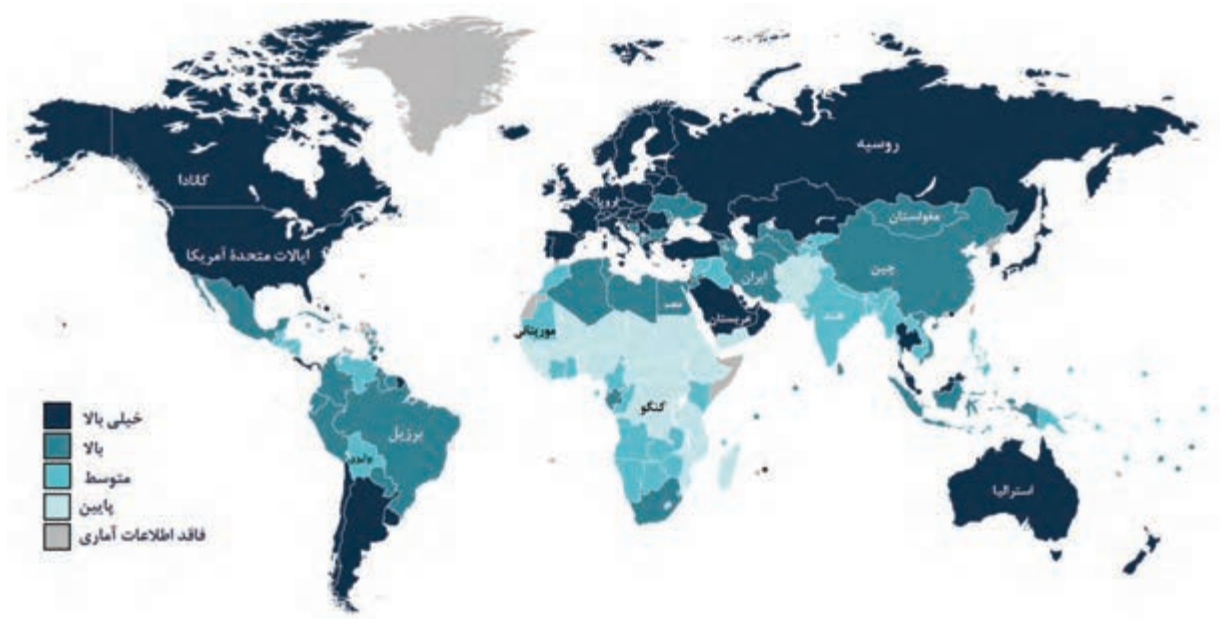 روسیه
کانادا
اروپا
مغولستان
ایالات متحدهٔ آمریکا
چین
ایران
مصر
هند
عربستان
موریتانی
کنگو
برزیل
بولیوی
استرالیا
خیلی بالا
بالا
متوسط
پایین
فاقد اطلاعات آماری